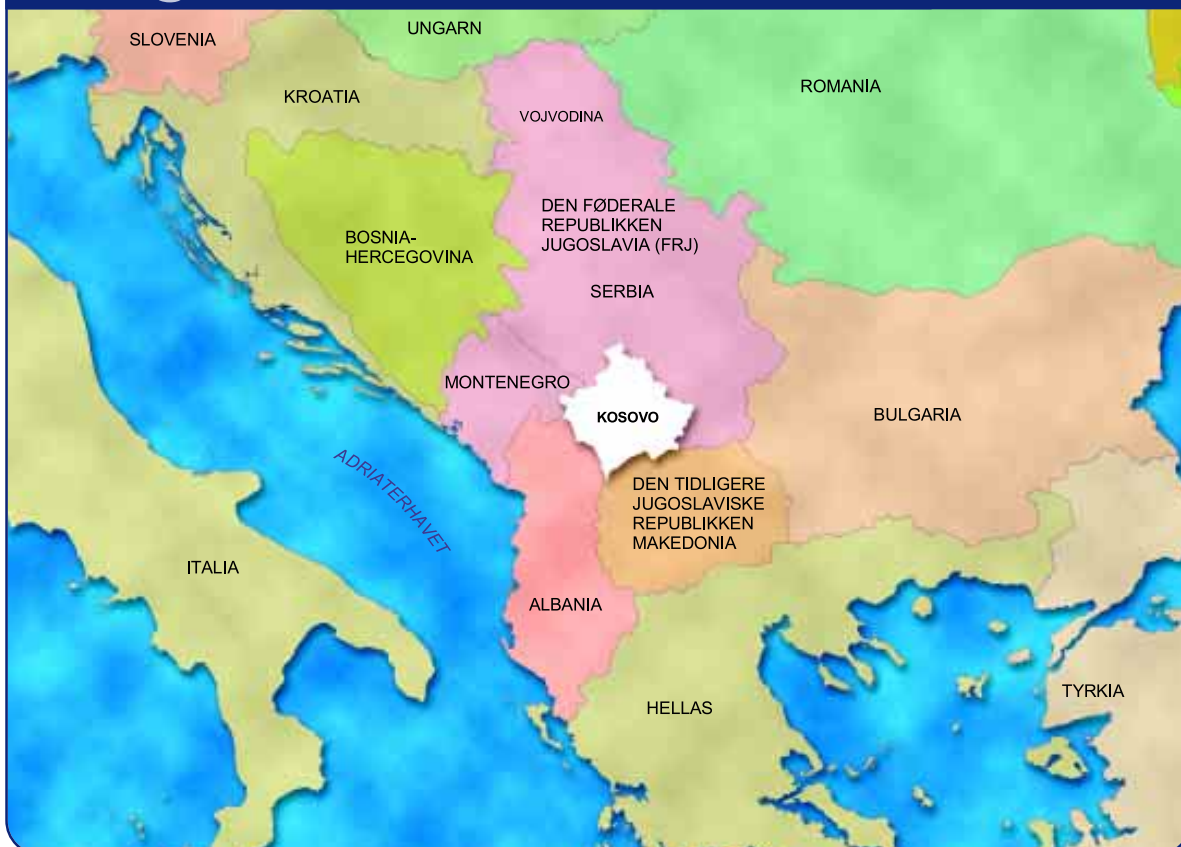 UNGARN
SLOVENIA
ROMANIA
KROATIA
VOJVODINA
DEN FØDERALE
REPUBLIKKEN
JUGOSLAVIA (FRJ)
BOSNIA-
HERCEGOVINA
SERBIA
MONTENEGRO
KOSOVO
BULGARIA
ADRIATERHAVET
DEN TIDLIGERE
JUGOSLAVISKE
REPUBLIKKEN
MAKEDONIA
ITALIA
ALBANIA
TYRKIA
HELLAS